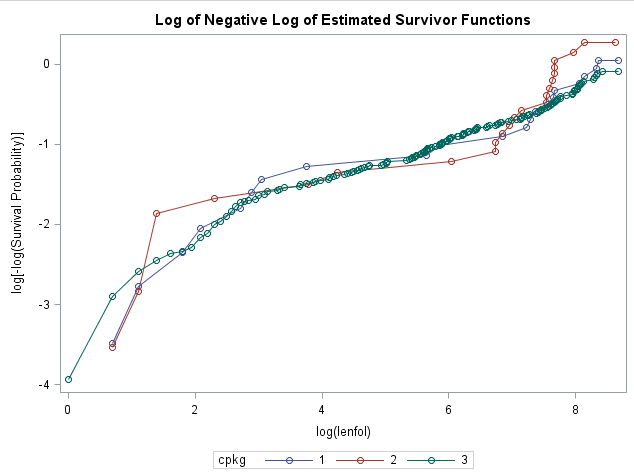 Log of Negative Log of Estimated Survivor Functions
0
-1
-2
-3
-4
log[-log(Survival Probability)]
0 2 4 6 8
log(lenfol)
cpkg 1 2 3